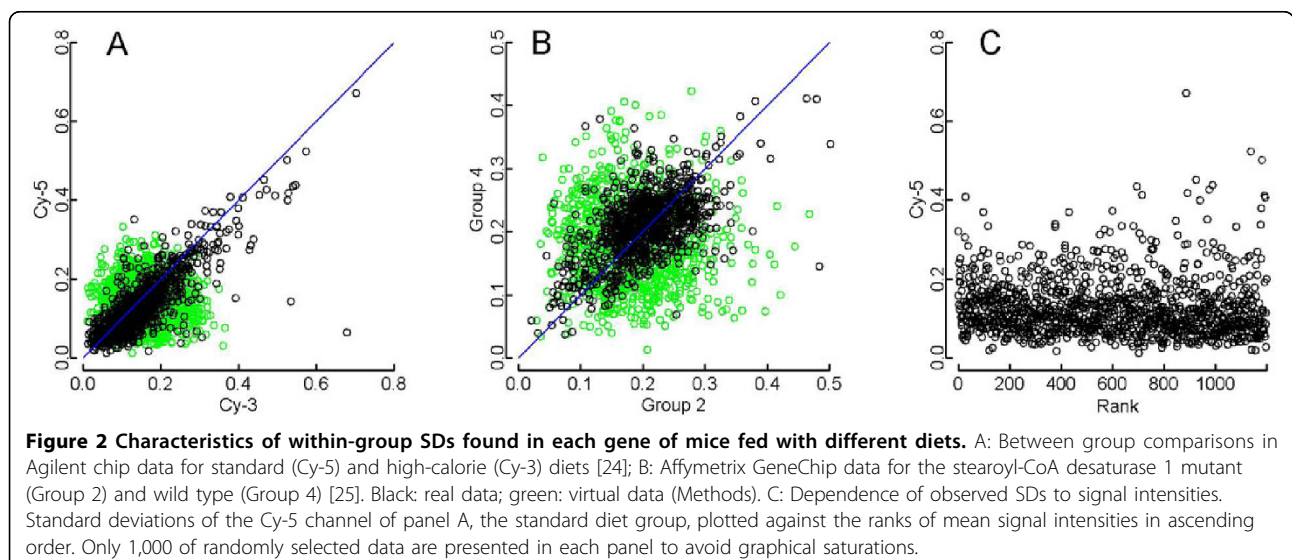 A
B
C
0.8
0.6
0.4
0.2
0.0
Cy-5
0.0 0.2 0.4 0.6 0.8
Cy-3
0.5
0.4
0.3
0.2
0.1
0.0
Group 4
0.0 0.1 0.2 0.3 0.4 0.5
Group 2
0.8
0.6
0.4
0.2
0.0
Cy-5
0 200 400 600 800 1000
Rank
Figure 2 Characteristics of within-group SDs found in each gene of mice fed with different diets. A: Between group comparisons in
Agilent chip data for standard (Cy-5) and high-calorie (Cy-3) diets [24]; B: Affymetrix GeneChip data for the stearoyl-CoA desaturase 1 mutant
(Group 2) and wild type (Group 4) [25]. Black: real data; green: virtual data (Methods). C: Dependence of observed SDs to signal intensities.
Standard deviations of the Cy-5 channel of panel A, the standard diet group, plotted against the ranks of mean signal intensities in ascending
order. Only 1,000 of randomly selected data are presented in each panel to avoid graphical saturations.